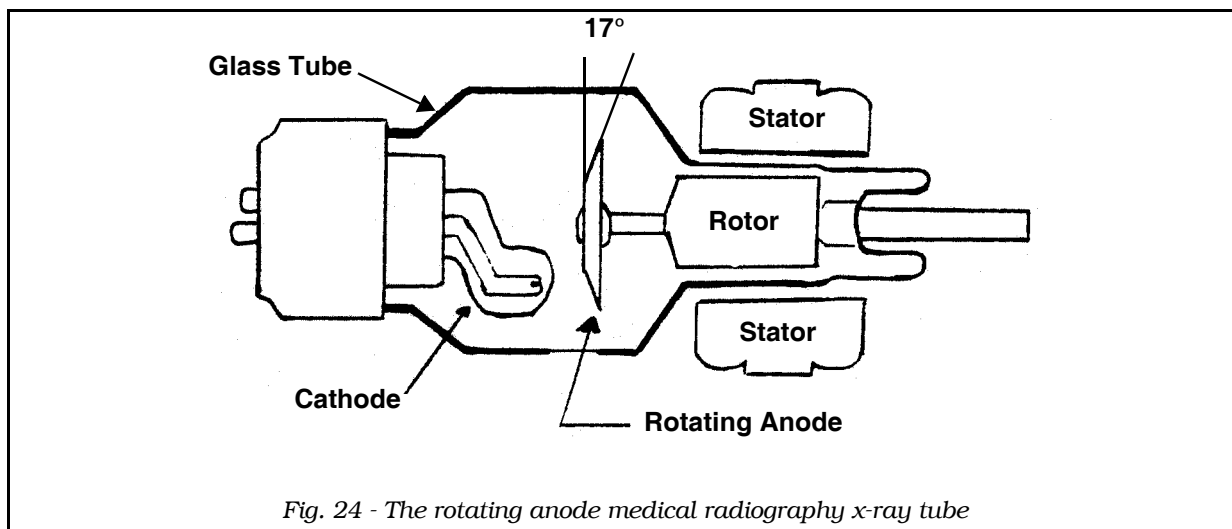 17°
Glass Tube
Stator
Rotor
Stator
Cathode
Rotating Anode
Fig. 24 - The rotating anode medical radiography x-ray tube